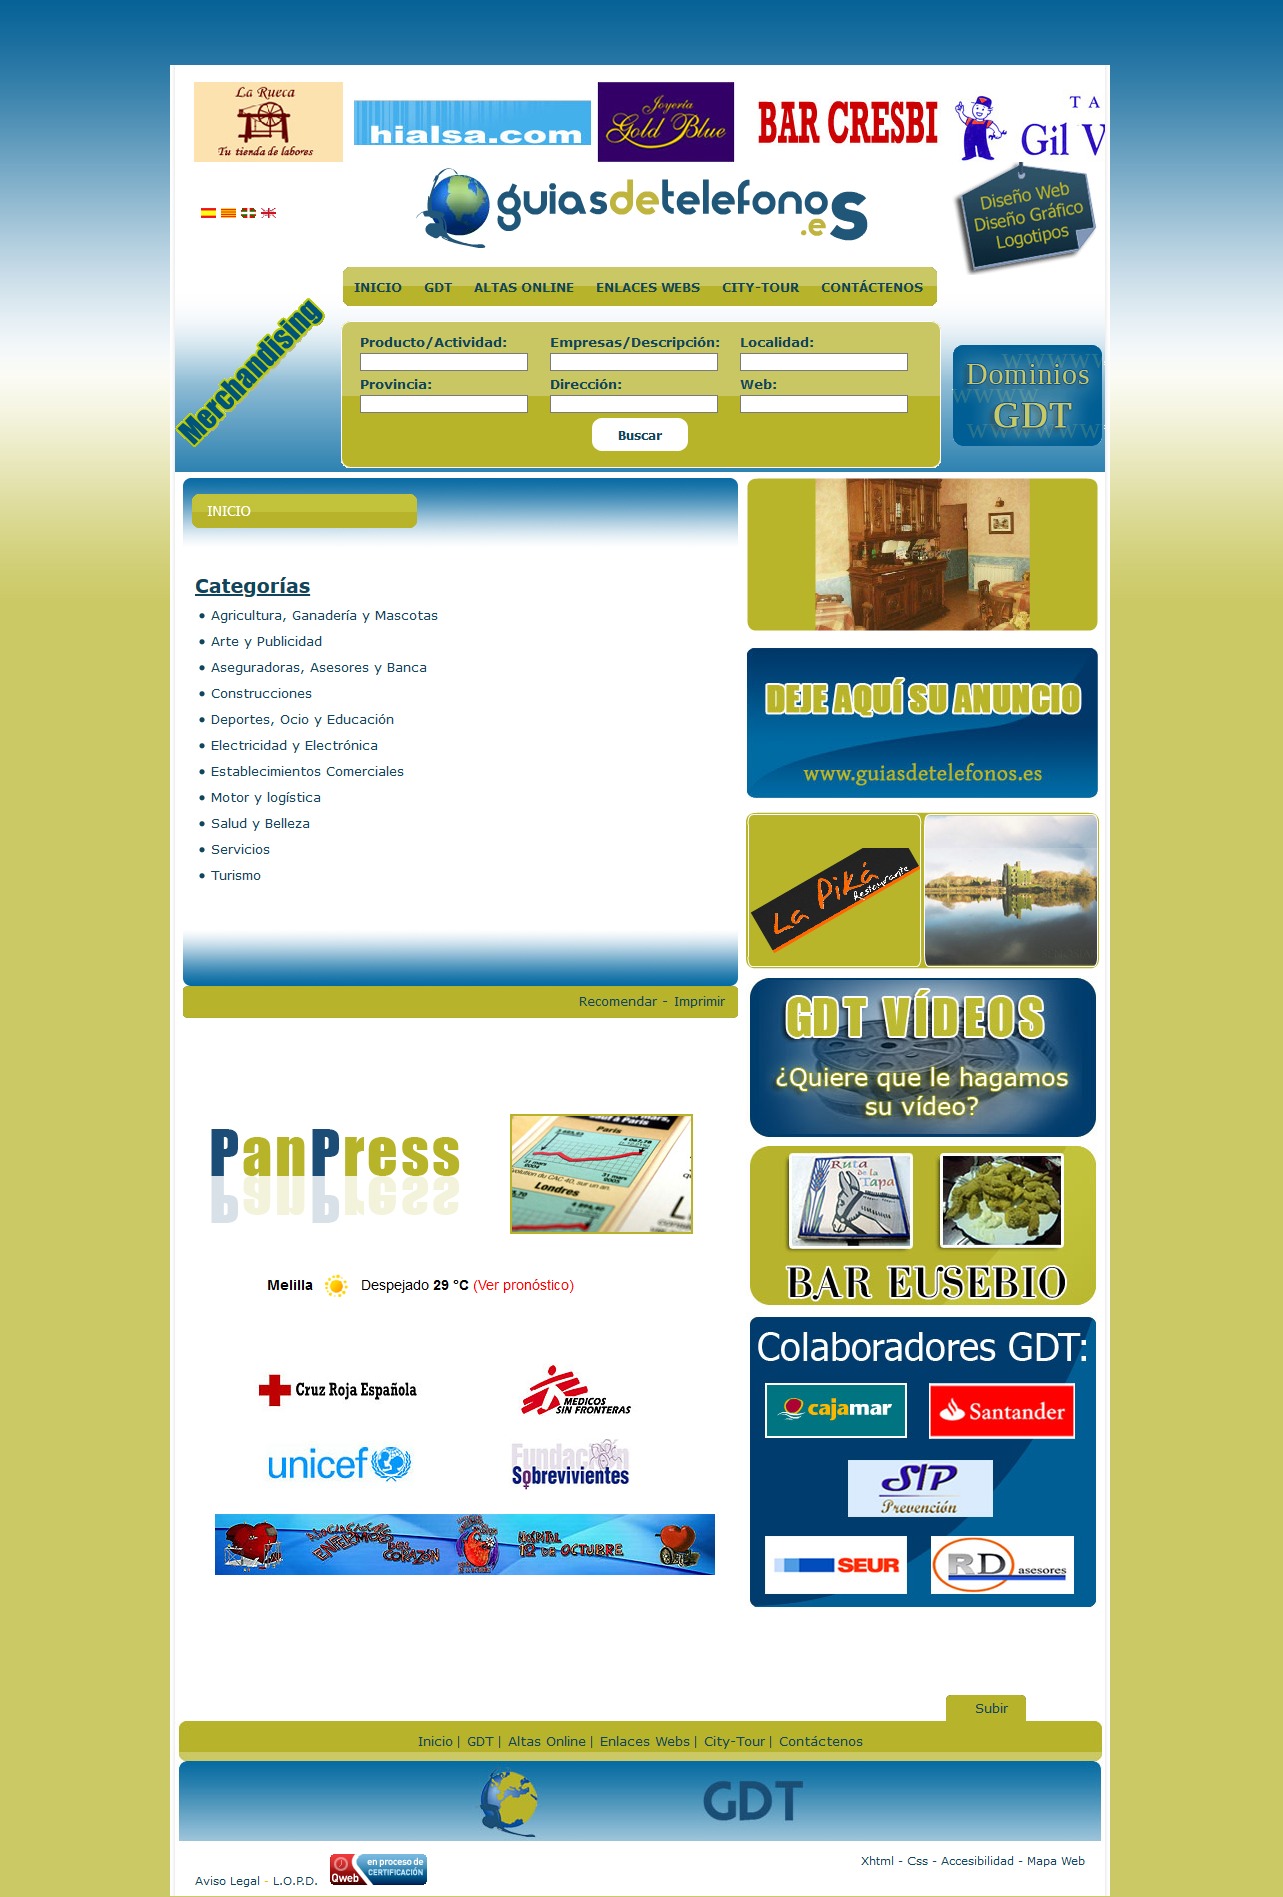 La Rueca
Tu tienda de labores
hialsa.com
Joyería
Gold Blue
BAR CRESBI
T A
Gil V
guiasdetelefonos
.es
Diseño Web
Diseño Gráfico
Logotipos
INICIO GDT ALTAS ONLINE ENLACES WEBS CITY-TOUR CONTÁCTENOS
Merchandising
Producto/Actividad: Empresas/Descripción: Localidad:
Provincia: Dirección: Web:
Buscar
Dominios
GDT
INICIO
Categorías
• Agricultura, Ganadería y Mascotas
• Arte y Publicidad
• Aseguradoras, Asesores y Banca
• Construcciones
• Deportes, Ocio y Educación
• Electricidad y Electrónica
• Establecimientos Comerciales
• Motor y logística
• Salud y Belleza
• Servicios
• Turismo
Recomendar - Imprimir
DEJE AQUÍ SU ANUNCIO
www.guiasdetelefonos.es
La Piká
Restaurante
GDT VÍDEOS
¿Quiere que le hagamos
su vídeo?
PanPress
Paris
31 mars
Londres
Ruta
de la
Tapa
BAR EUSEBIO
Melilla Despejado 29 °C (Ver pronóstico)
Cruz Roja Española
MEDICOS
SIN FRONTERAS
unicef
Fundación
Sobrevivientes
ENFERMOS
DEL CORAZÓN
HOSPITAL
12 DE OCTUBRE
Colaboradores GDT:
cajamar
Santander
SIP
Prevención
SEUR
RD asesores
Subir
Inicio | GDT | Altas Online | Enlaces Webs | City-Tour | Contáctenos
GDT
Aviso Legal - L.O.P.D.
Qweb
en proceso de
CERTIFICACIÓN
Xhtml - Css - Accesibilidad - Mapa Web